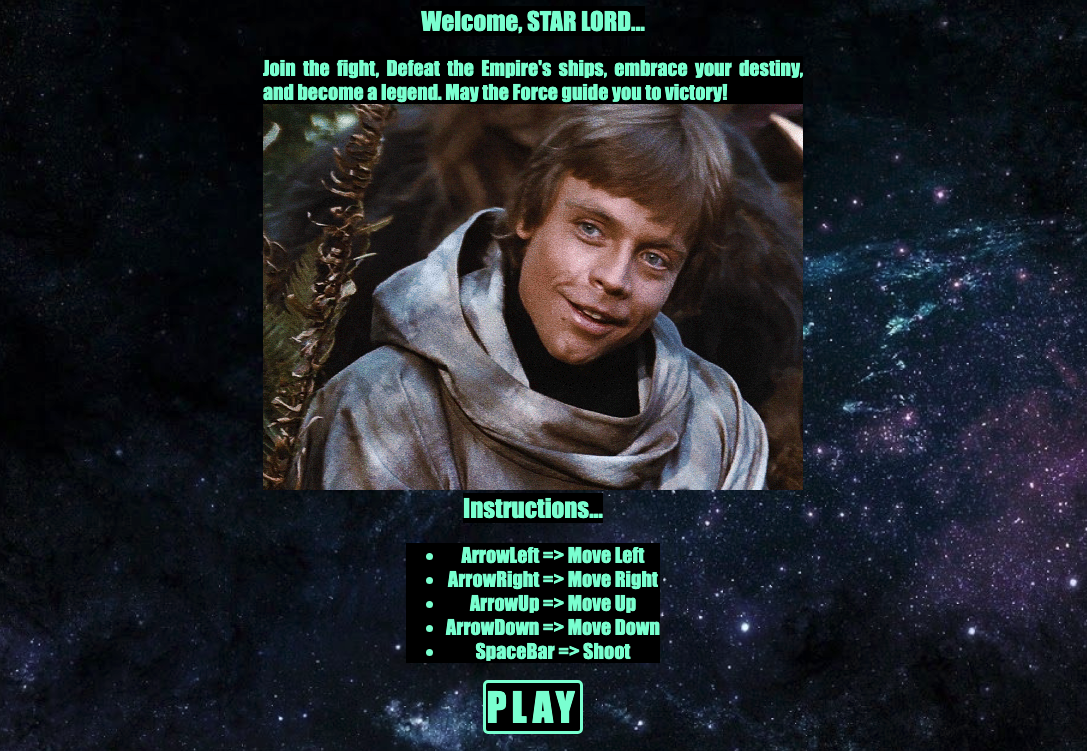 Welcome, STAR LORD...
Join the fight, Defeat the Empire's ships, embrace your destiny,
and become a legend. May the Force guide you to victory!
Instructions...
• ArrowLeft => Move Left
• ArrowRight => Move Right
• ArrowUp => Move Up
• ArrowDown => Move Down
• SpaceBar => Shoot
PLAY